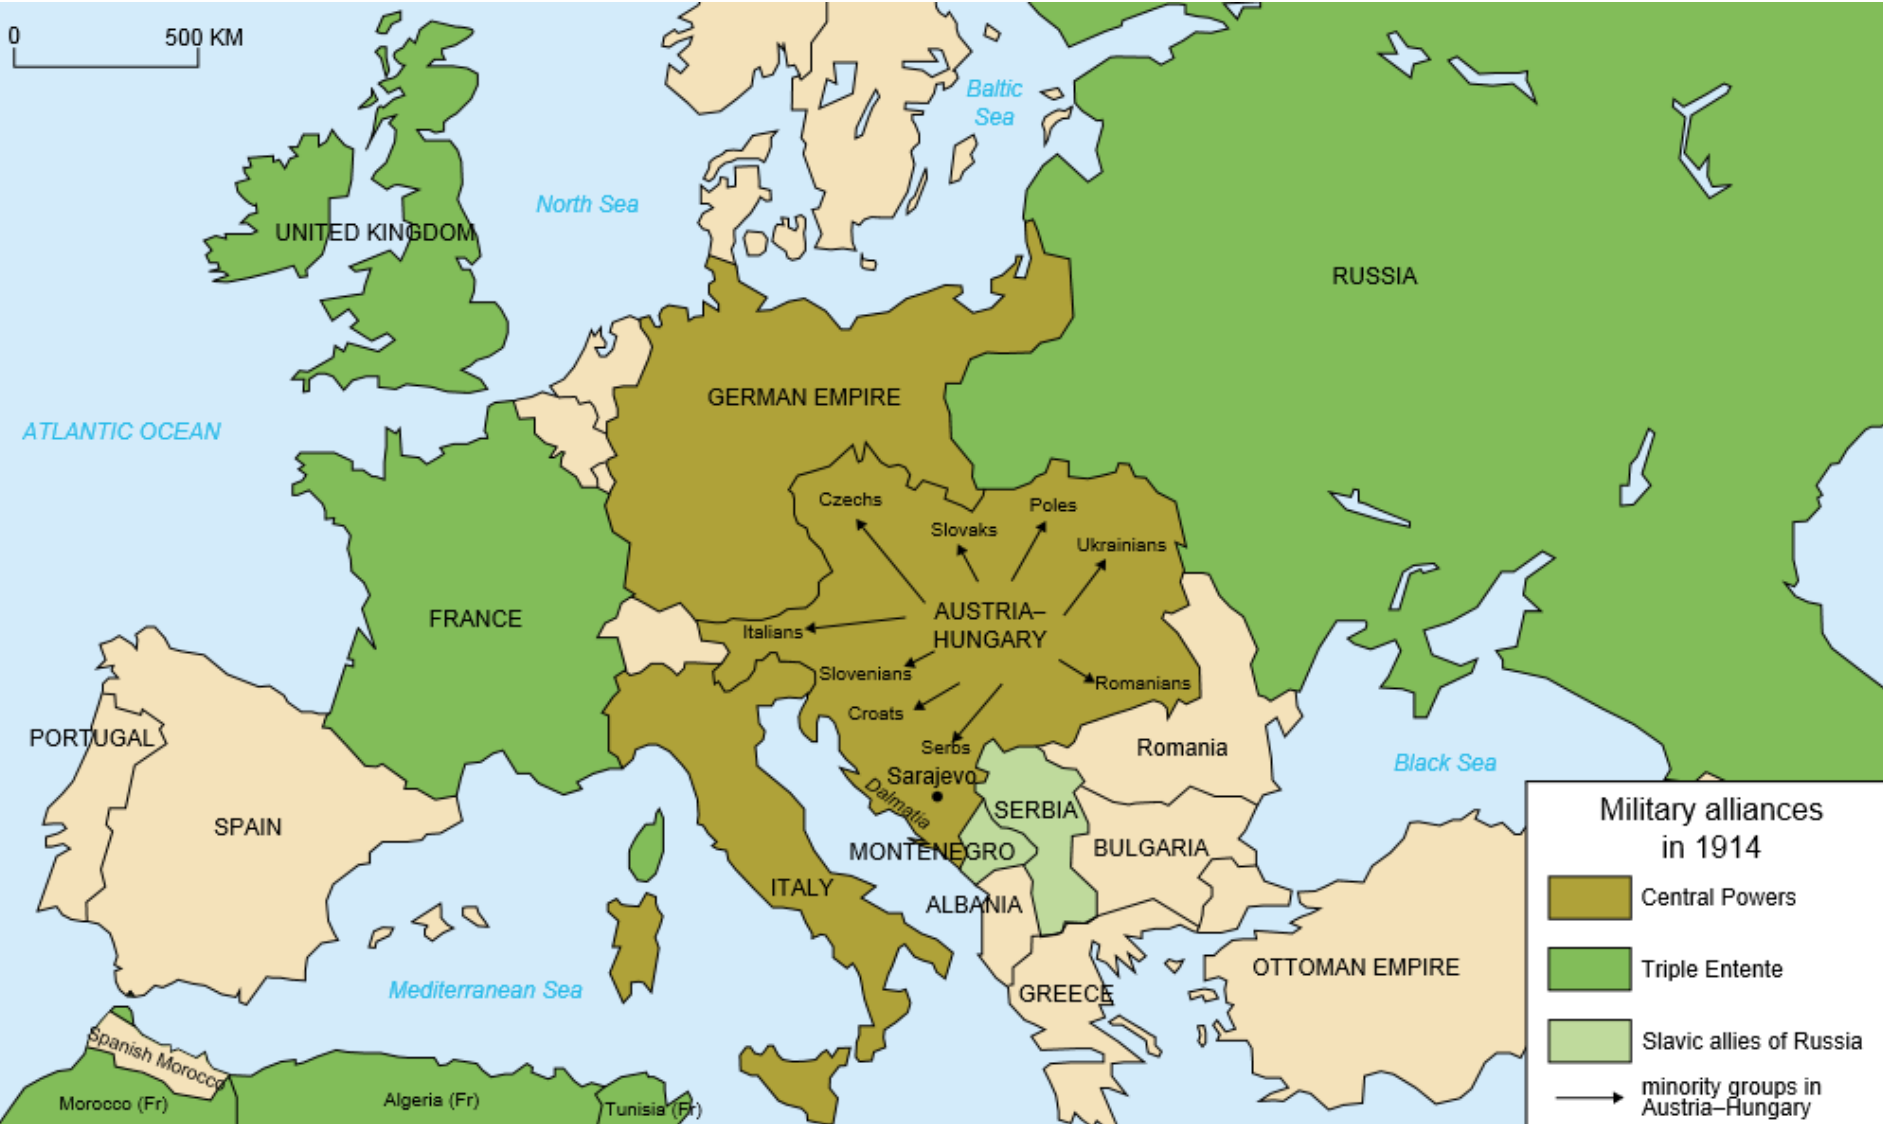 0
500 KM
Baltic
Sea
North Sea
UNITED KINGDOM
RUSSIA
GERMAN EMPIRE
ATLANTIC OCEAN
Czechs
Poles
Slovaks
Ukrainians
AUSTRIA–
HUNGARY
FRANCE
Italians
Slovenians
Romanians
Croats
Serbs
PORTUGAL
Romania
Black Sea
Sarajevo
Dalmatia
SERBIA
SPAIN
MONTENEGRO
BULGARIA
ITALY
ALBANIA
OTTOMAN EMPIRE
Mediterranean Sea
GREECE
Spanish Morocco
Morocco (Fr)
Algeria (Fr)
Tunisia (Fr)
Military alliances
in 1914
Central Powers
Triple Entente
Slavic allies of Russia
minority groups in
Austria–Hungary